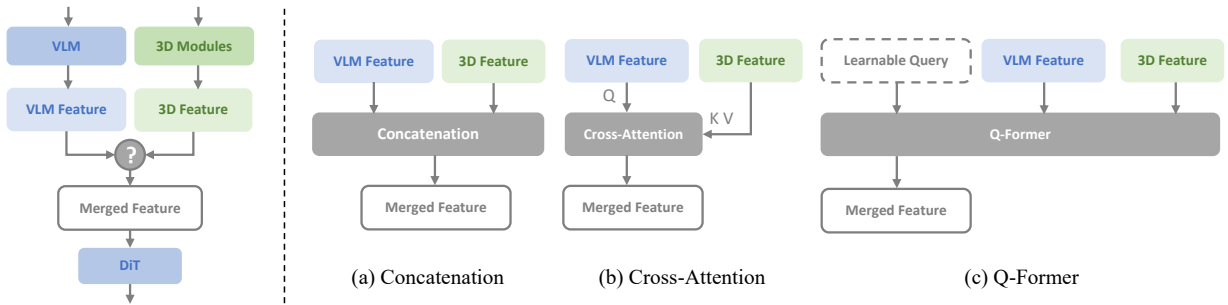 VLM
3D Modules
VLM Feature
3D Feature
?
Merged Feature
DiT
VLM Feature
3D Feature
Concatenation
Merged Feature
(a) Concatenation
VLM Feature
3D Feature
Q
K V
Cross-Attention
Merged Feature
(b) Cross-Attention
Learnable Query
VLM Feature
3D Feature
Q-Former
Merged Feature
(c) Q-Former